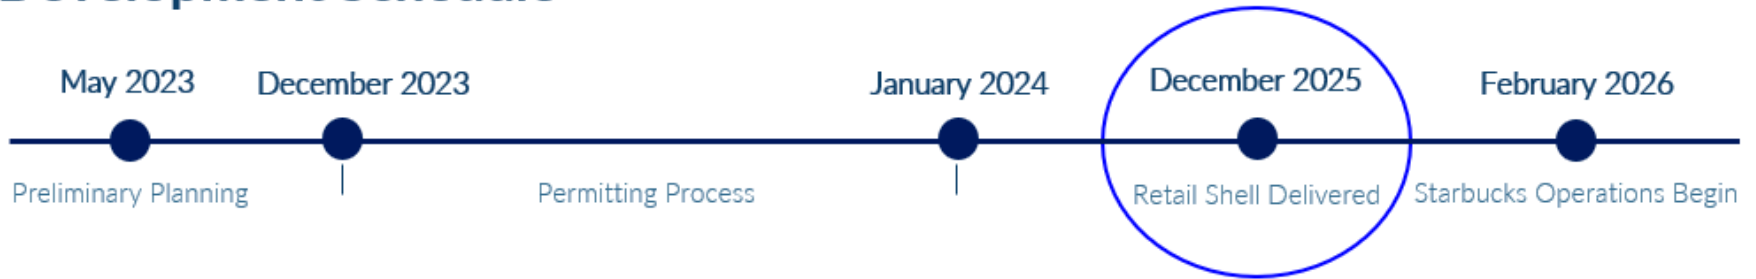 May 2023
December 2023
January 2024
December 2025
February 2026
Preliminary Planning
Permitting Process
Retail Shell Delivered
Starbucks Operations Begin